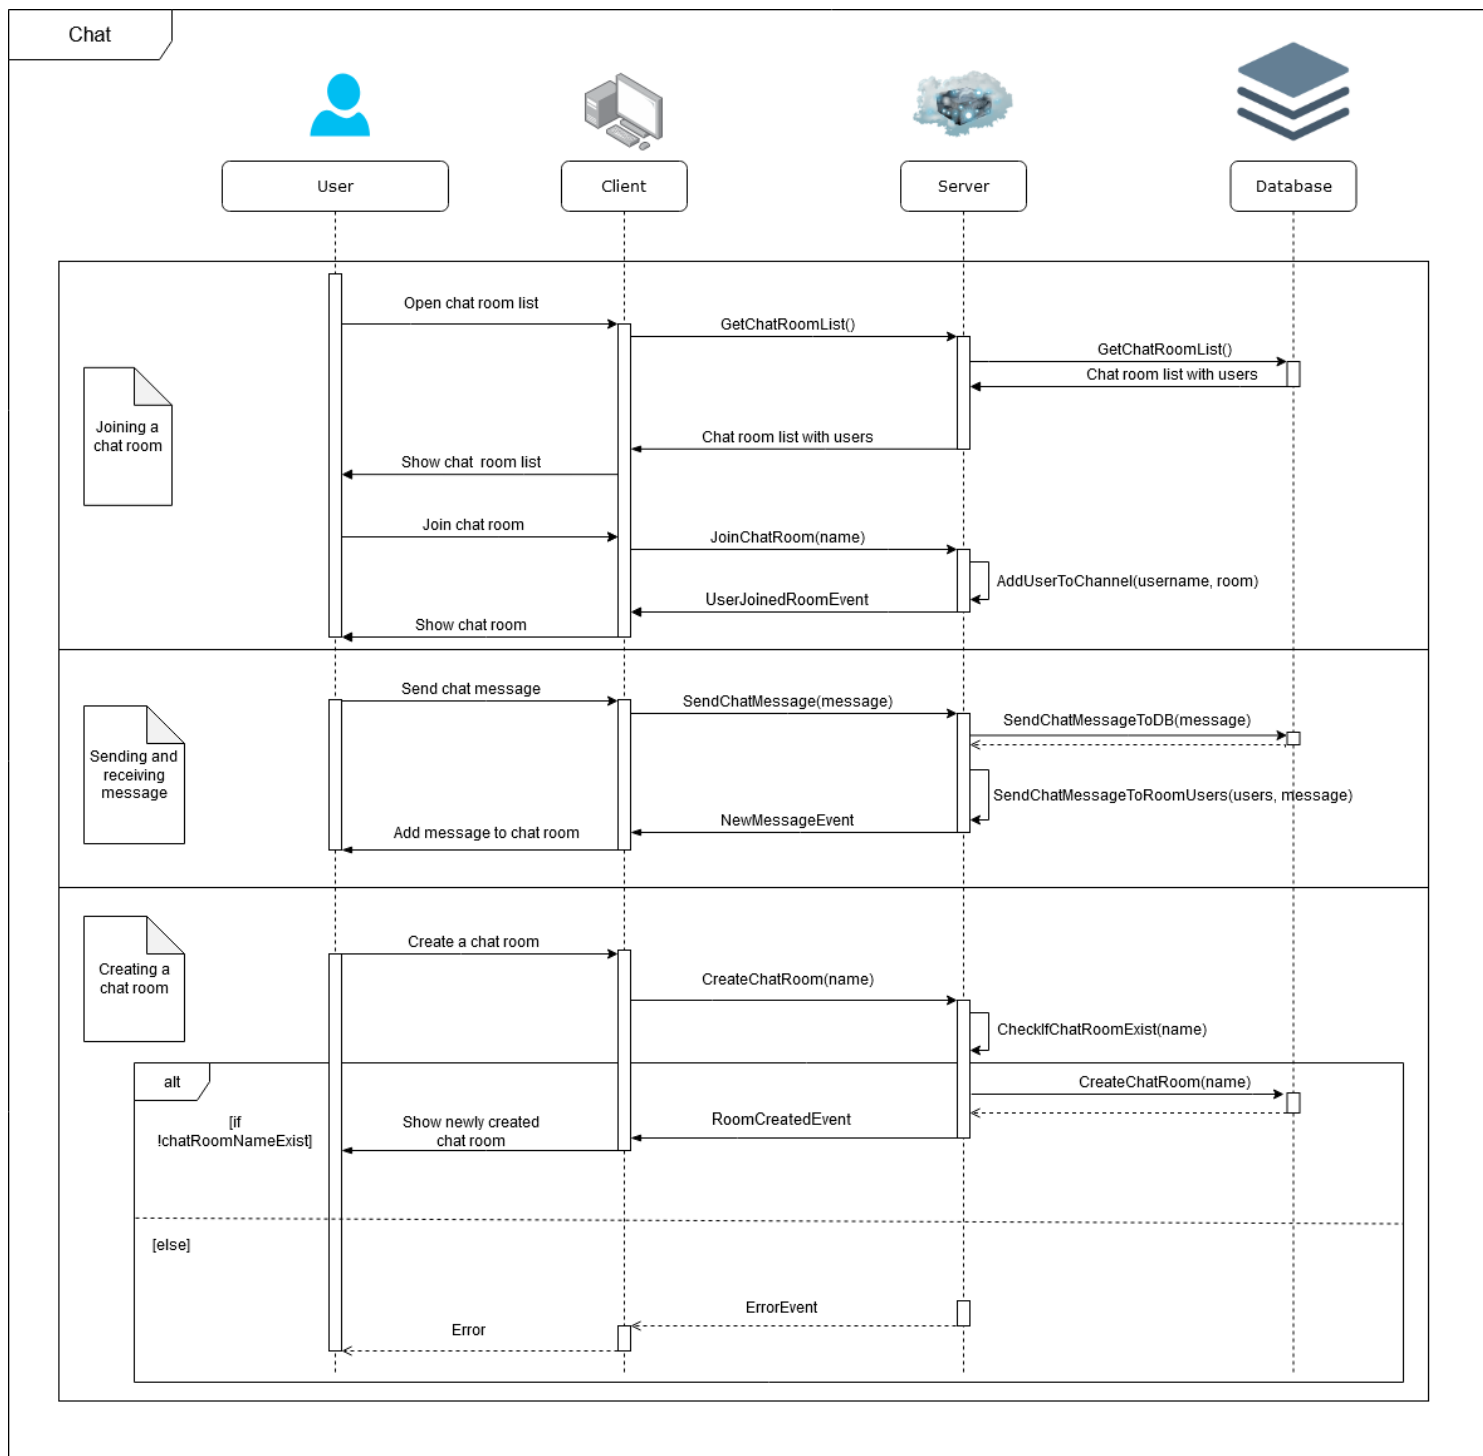 Chat
User
Client
Server
Database
Open chat room list
GetChatRoomList()
GetChatRoomList()
Chat room list with users
Joining a
chat room
Chat room list with users
Show chat  room list
Join chat room
JoinChatRoom(name)
AddUserToChannel(username, room)
UserJoinedRoomEvent
Show chat room
Send chat message
SendChatMessage(message)
SendChatMessageToDB(message)
Sending and
receiving
message
SendChatMessageToRoomUsers(users, message)
NewMessageEvent
Add message to chat room
Create a chat room
Creating a
chat room
CreateChatRoom(name)
CheckIfChatRoomExist(name)
alt
CreateChatRoom(name)
[if
!chatRoomNameExist]
Show newly created
chat room
RoomCreatedEvent
[else]
ErrorEvent
Error